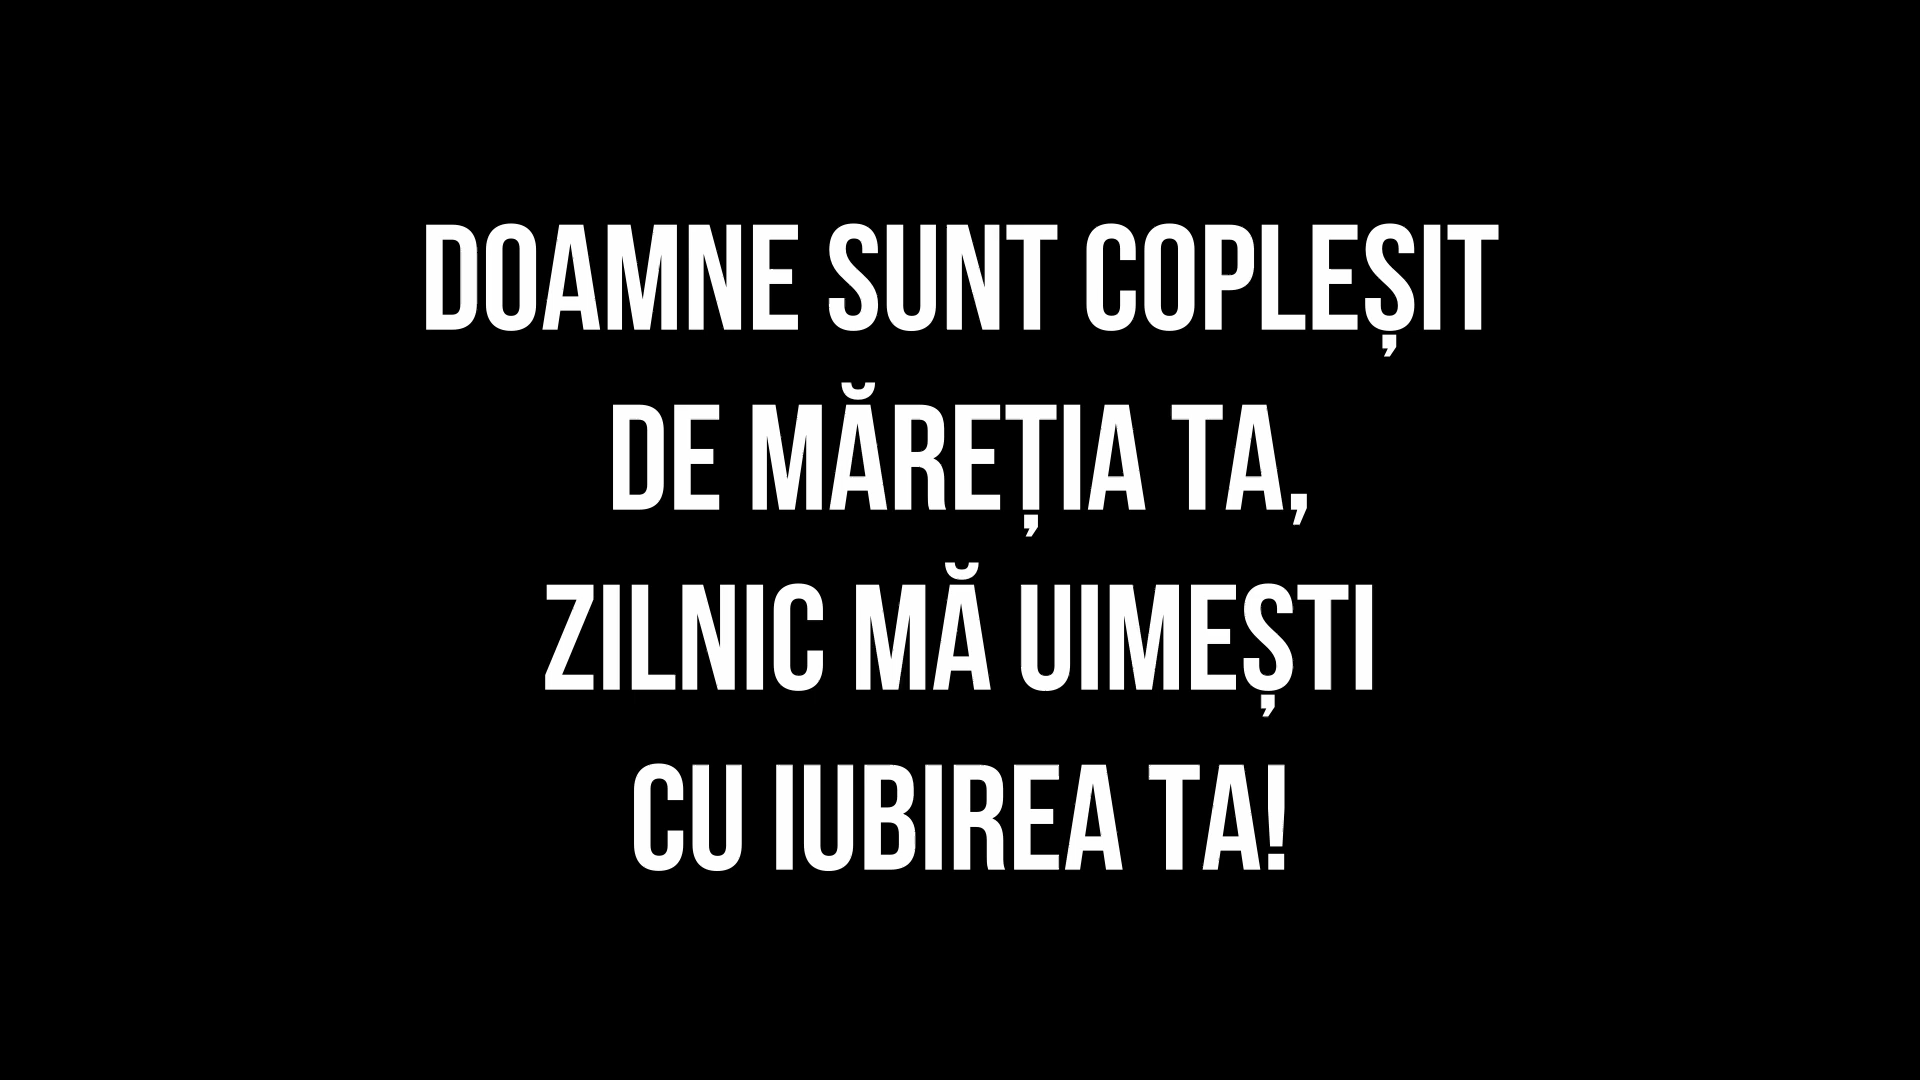 DOAMNE SUNT COPLEȘIT
DE MĂREȚIA TA,
ZILNIC MĂ UIMEȘTI
CU IUBIREA TA!